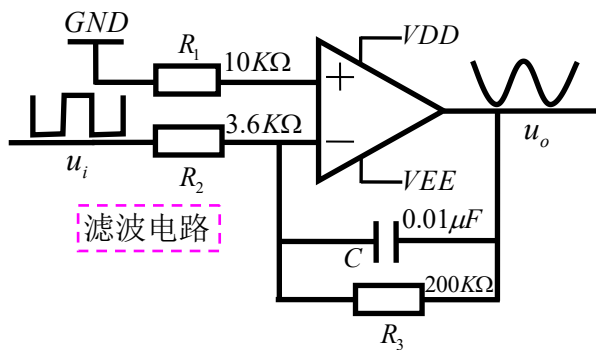 GND
R₁
10KΩ
VDD
+
u_i
3.6KΩ
−
R₂
VEE
u_o
滤波电路
C
0.01μF
200KΩ
R₃